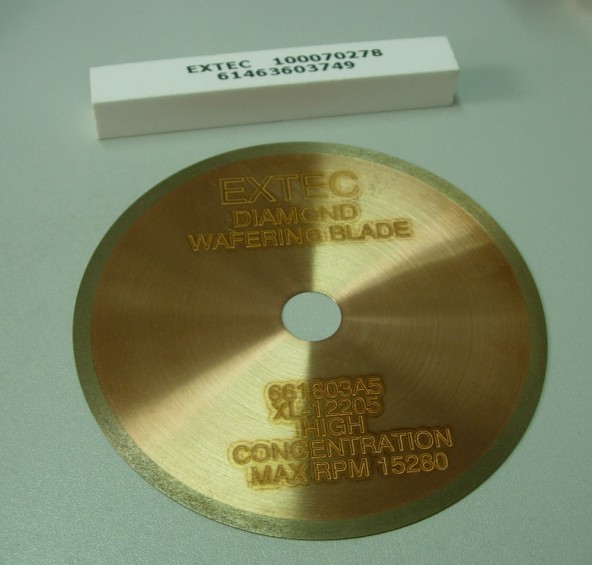 EXTEC 100070278
61463603749
EXTEC
DIAMOND
WAFERING BLADE
661803A5
XL-12205
HIGH
CONCENTRATION
MAX RPM 15280